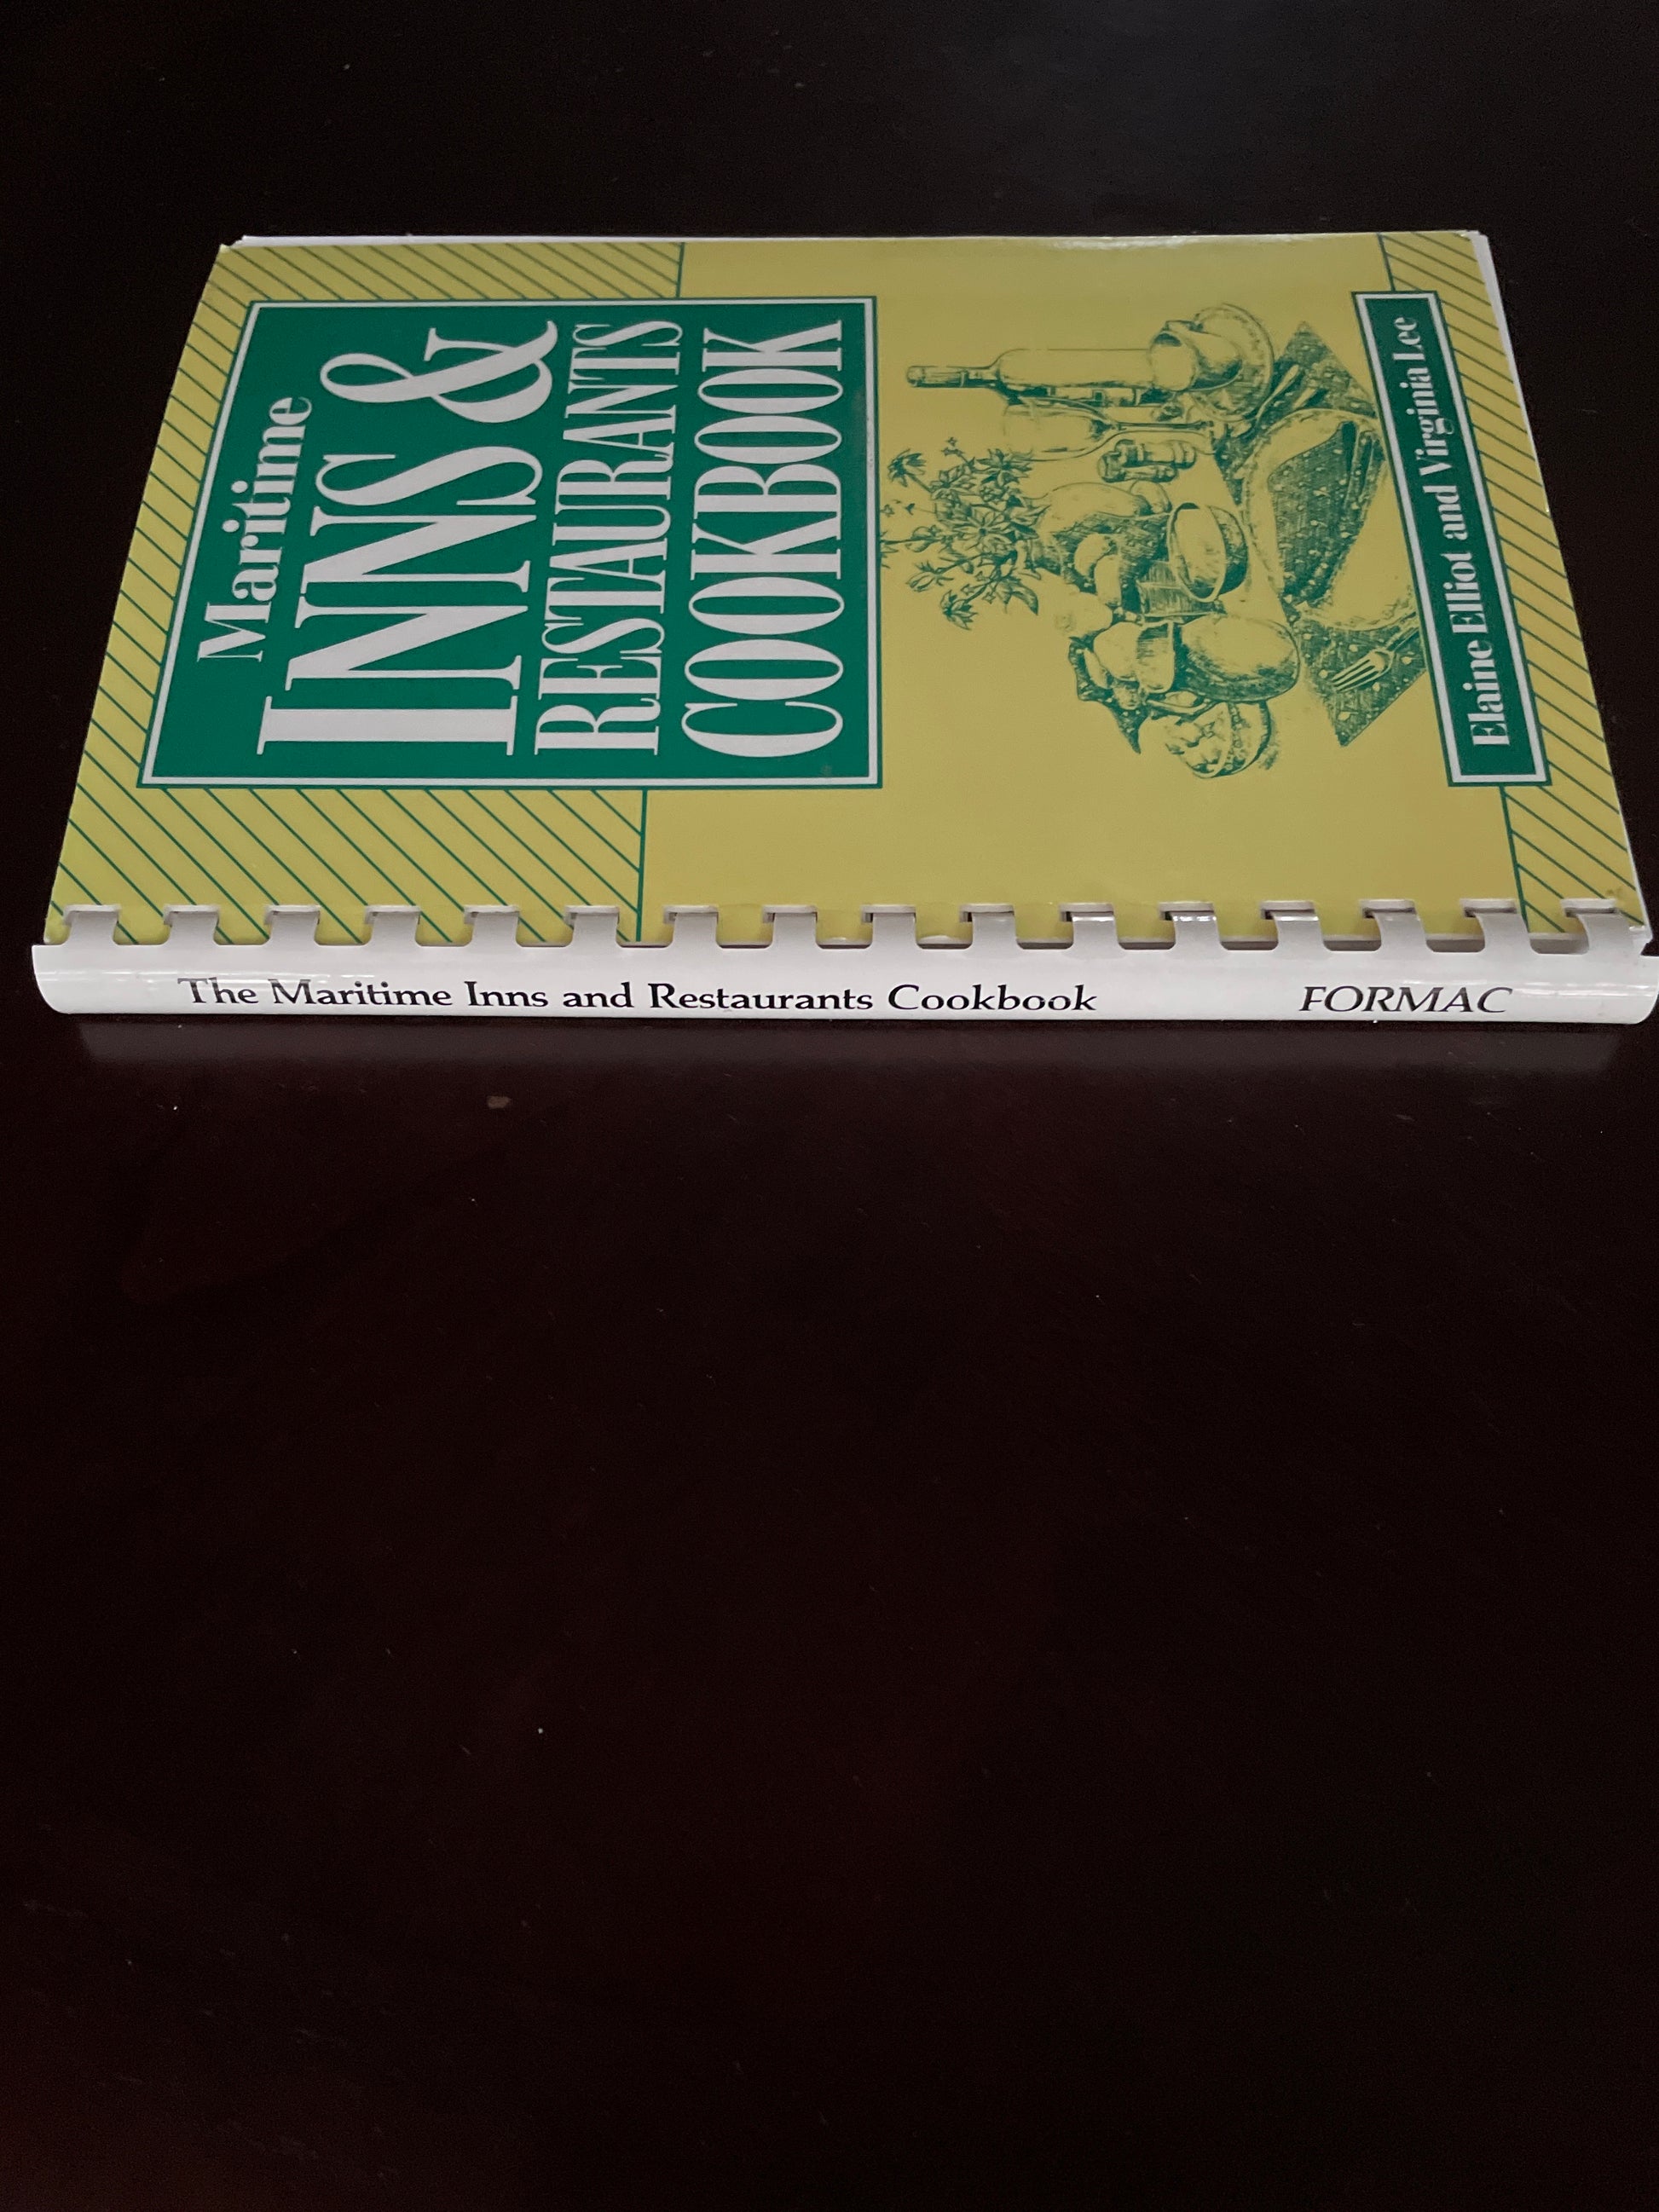 Maritime
INNS &
RESTAURANTS
COOKBOOK
Elaine Elliot and Virginia Lee
The Maritime Inns and Restaurants Cookbook FORMAC